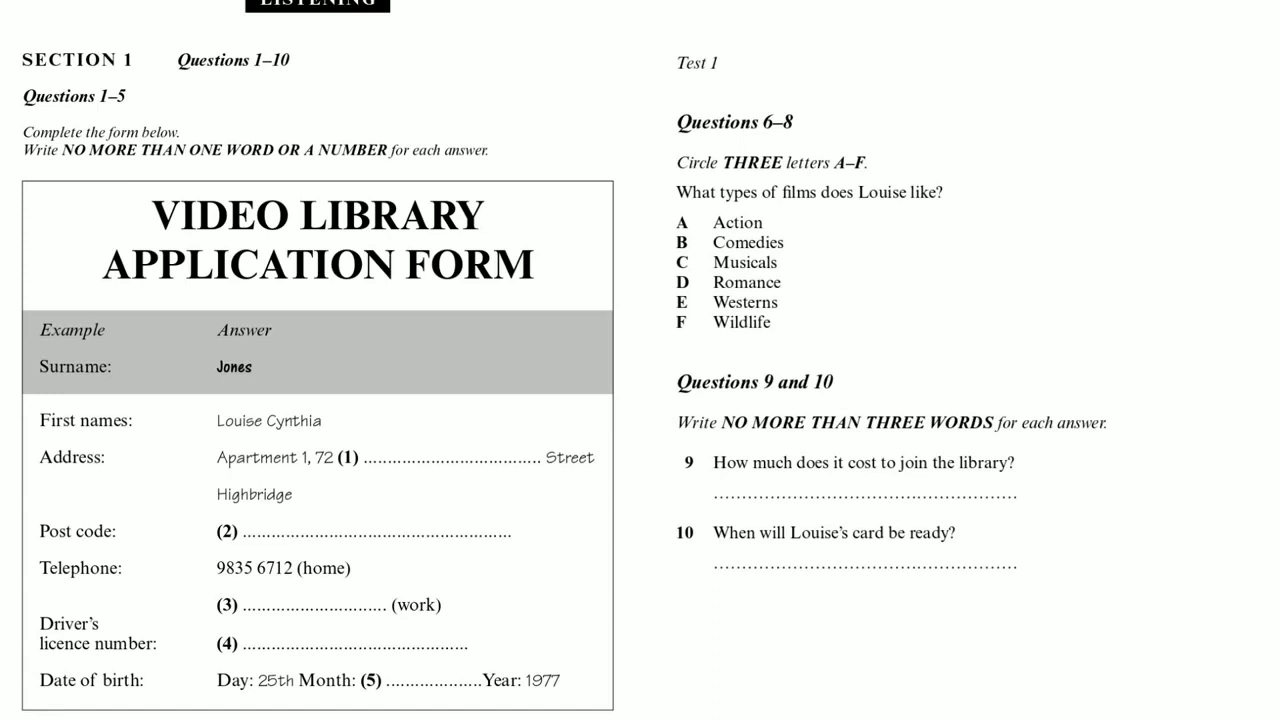 LISTENING
SECTION 1 Questions 1–10
Questions 1–5
Complete the form below.
Write NO MORE THAN ONE WORD OR A NUMBER for each answer.
VIDEO LIBRARY
APPLICATION FORM
Example Answer
Surname: Jones
First names: Louise Cynthia
Address: Apartment 1, 72 (1) ..................................... Street
Highbridge
Post code: (2) ........................................................
Telephone: 9835 6712 (home)
(3) .............................. (work)
Driver's
licence number: (4) ...............................................
Date of birth: Day: 25th Month: (5) ....................Year: 1977
Test 1
Questions 6–8
Circle THREE letters A–F.
What types of films does Louise like?
A Action
B Comedies
C Musicals
D Romance
E Westerns
F Wildlife
Questions 9 and 10
Write NO MORE THAN THREE WORDS for each answer.
9 How much does it cost to join the library?
......................................................
10 When will Louise's card be ready?
......................................................